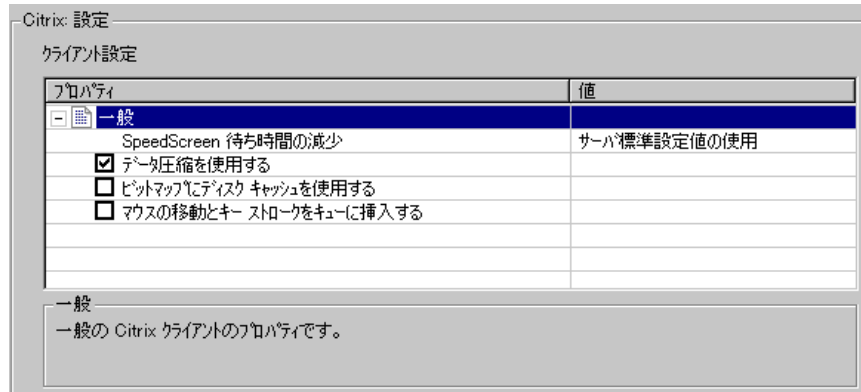 Citrix: 設定
ｸﾗｲｱﾝﾄ設定
ﾌﾟﾛﾊﾟﾃｨ 値
一般
SpeedScreen 待ち時間の減少 サーバ標準設定値の使用
データ圧縮を使用する
ビットマップにディスク キャッシュを使用する
マウスの移動とキー ストロークをキューに挿入する
一般
一般の Citrix ｸﾗｲｱﾝﾄのﾌﾟﾛﾊﾟﾃｨです。